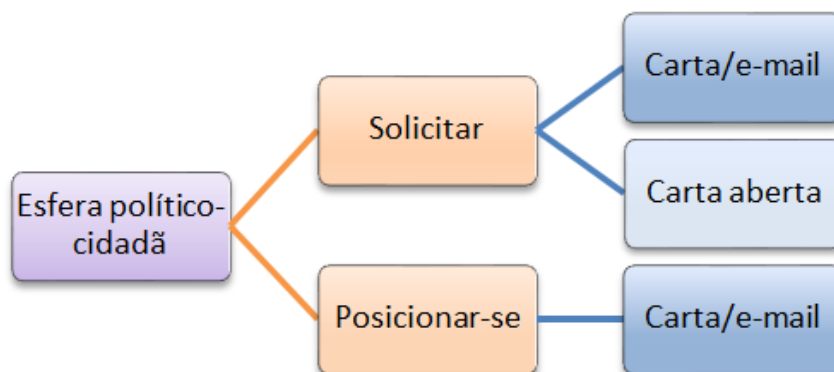 Esfera político-
cidadã
Solicitar
Carta/e-mail
Carta aberta
Posicionar-se
Carta/e-mail